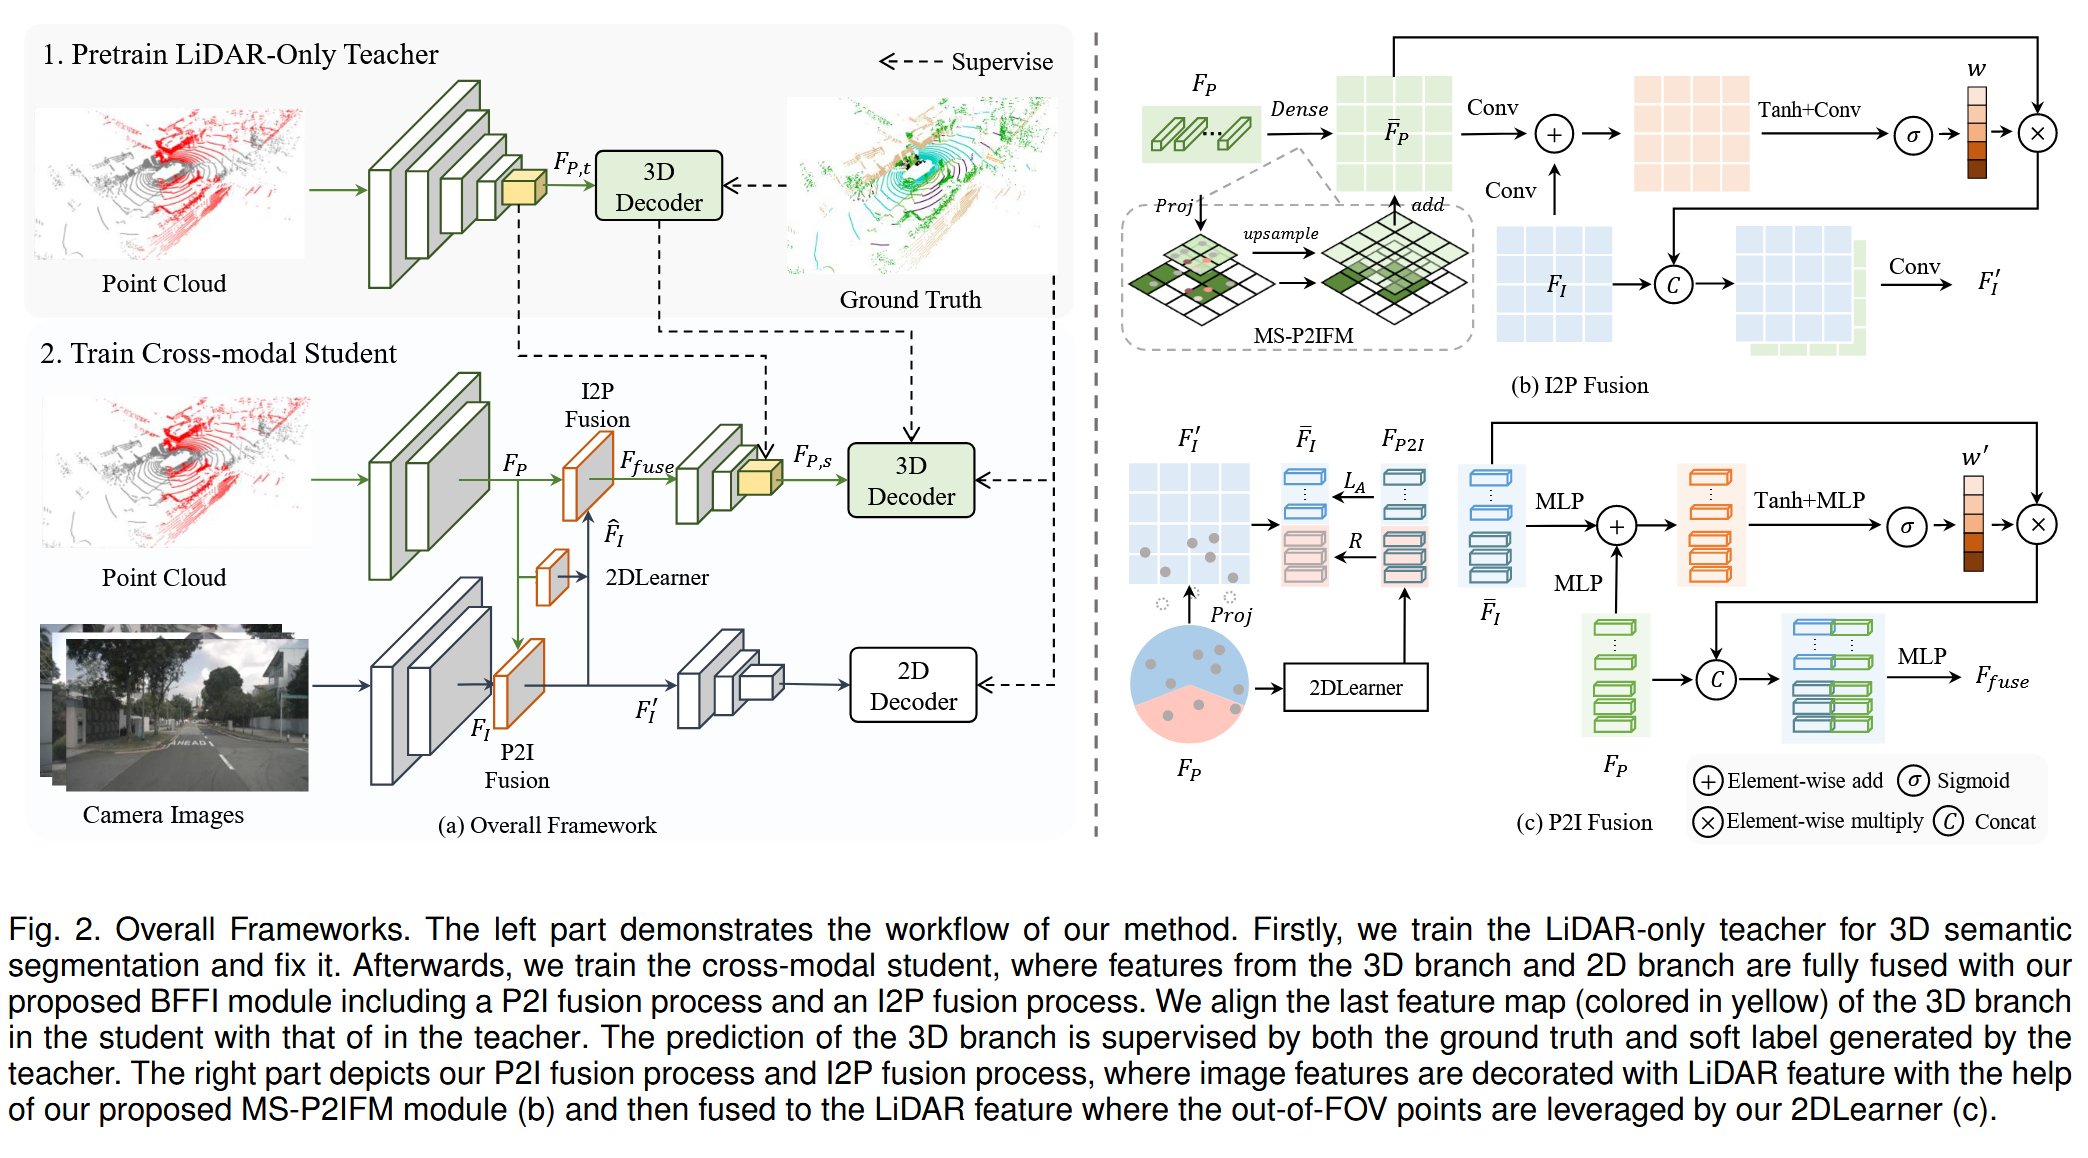 1. Pretrain LiDAR-Only Teacher
Supervise
F_{P,t}
3D
Decoder
Point Cloud
Ground Truth
2. Train Cross-modal Student
I2P
Fusion
F_P
F_{fuse}
F_{P,s}
3D
Decoder
F̂_I
2DLearner
Point Cloud
F_I
F_I′
2D
Decoder
P2I
Fusion
AHEAD
Camera Images
(a) Overall Framework
F_P
Dense
F̄_P
Conv
+
Tanh+Conv
σ
w
×
Conv
Proj
upsample
add
MS-P2IFM
F_I
C
Conv
F_I′
(b) I2P Fusion
F_I′
F̄_I
F_{P2I}
L_A
R
Proj
2DLearner
F_P
F̄_I
MLP
+
Tanh+MLP
σ
w′
×
MLP
C
MLP
F_{fuse}
F_P
(c) P2I Fusion
+ Element-wise add σ Sigmoid
× Element-wise multiply C Concat
Fig. 2. Overall Frameworks. The left part demonstrates the workflow of our method. Firstly, we train the LiDAR-only teacher for 3D semantic
segmentation and fix it. Afterwards, we train the cross-modal student, where features from the 3D branch and 2D branch are fully fused with our
proposed BFFI module including a P2I fusion process and an I2P fusion process. We align the last feature map (colored in yellow) of the 3D branch
in the student with that of in the teacher. The prediction of the 3D branch is supervised by both the ground truth and soft label generated by the
teacher. The right part depicts our P2I fusion process and I2P fusion process, where image features are decorated with LiDAR feature with the help
of our proposed MS-P2IFM module (b) and then fused to the LiDAR feature where the out-of-FOV points are leveraged by our 2DLearner (c).